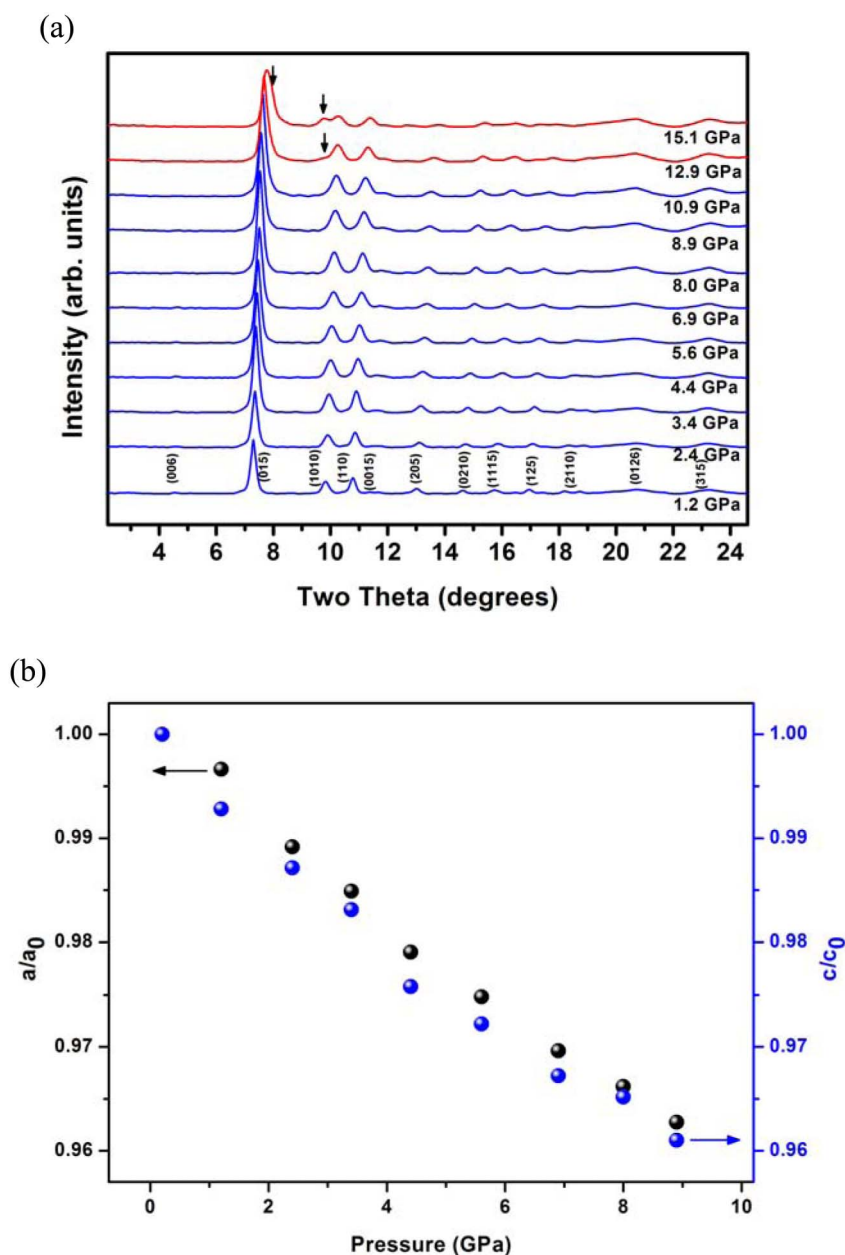 (a)
Intensity (arb. units)
15.1 GPa
12.9 GPa
10.9 GPa
8.9 GPa
8.0 GPa
6.9 GPa
5.6 GPa
4.4 GPa
3.4 GPa
2.4 GPa
1.2 GPa
(006) (015) (1010) (110) (0015) (205) (0210) (1115) (125) (2110) (0126) (315)
4 6 8 10 12 14 16 18 20 22 24
Two Theta (degrees)
(b)
a/a0
1.00
0.99
0.98
0.97
0.96
1.00
0.99
0.98
0.97
0.96
c/c0
0 2 4 6 8 10
Pressure (GPa)